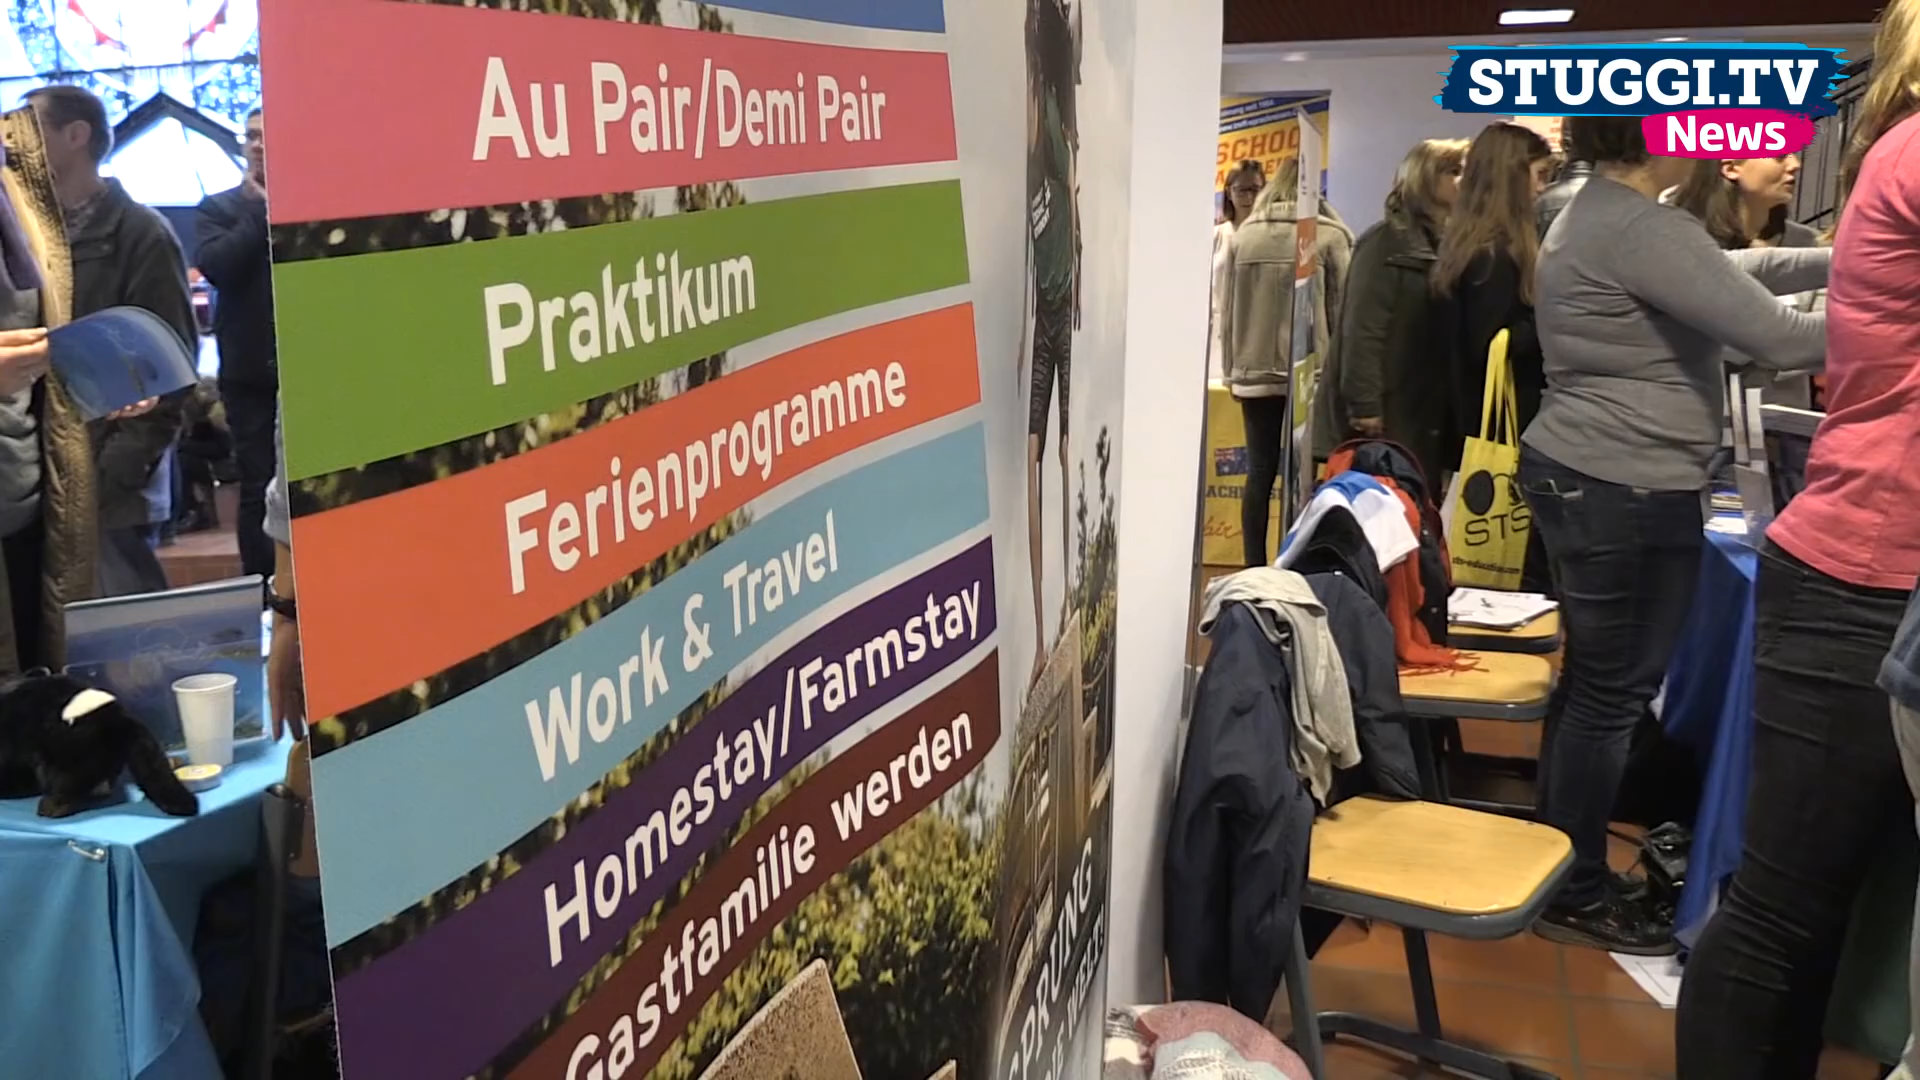 STUGGI.TV
News
Au Pair/Demi Pair
Praktikum
Ferienprogramme
Work & Travel
Homestay/Farmstay
Gastfamilie werden
STS